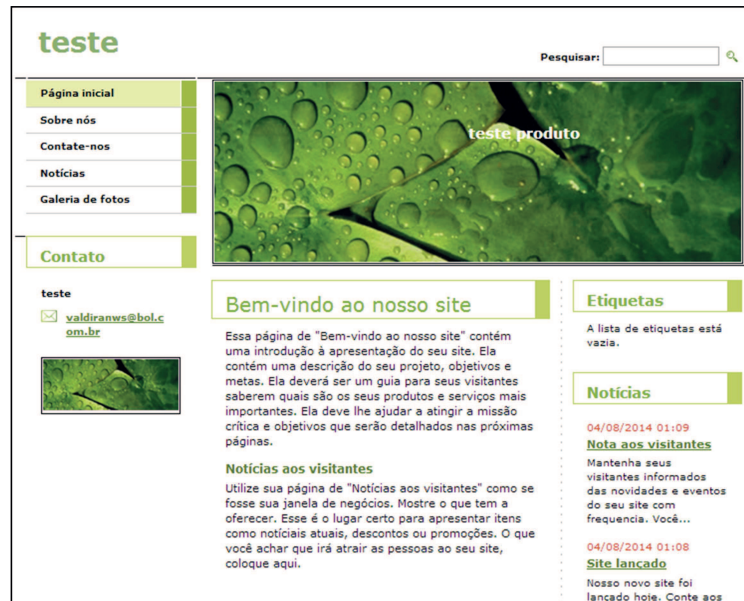 teste
Pesquisar:
Página inicial
Sobre nós
Contate-nos
Notícias
Galeria de fotos
teste produto
Contato
teste
valdiranws@bol.c
om.br
Bem-vindo ao nosso site
Essa página de "Bem-vindo ao nosso site" contém
uma introdução à apresentação do seu site. Ela
contém uma descrição do seu projeto, objetivos e
metas. Ela deverá ser um guia para seus visitantes
saberem quais são os seus produtos e serviços mais
importantes. Ela deve lhe ajudar a atingir a missão
crítica e objetivos que serão detalhados nas próximas
páginas.
Notícias aos visitantes
Utilize sua página de "Notícias aos visitantes" como se
fosse sua janela de negócios. Mostre o que tem a
oferecer. Esse é o lugar certo para apresentar itens
como notíciais atuais, descontos ou promoções. O que
você achar que irá atrair as pessoas ao seu site,
coloque aqui.
Etiquetas
A lista de etiquetas está
vazia.
Notícias
04/08/2014 01:09
Nota aos visitantes
Mantenha seus
visitantes informados
das novidades e eventos
do seu site com
frequencia. Você...
04/08/2014 01:08
Site lançado
Nosso novo site foi
lançado hoje. Conte aos